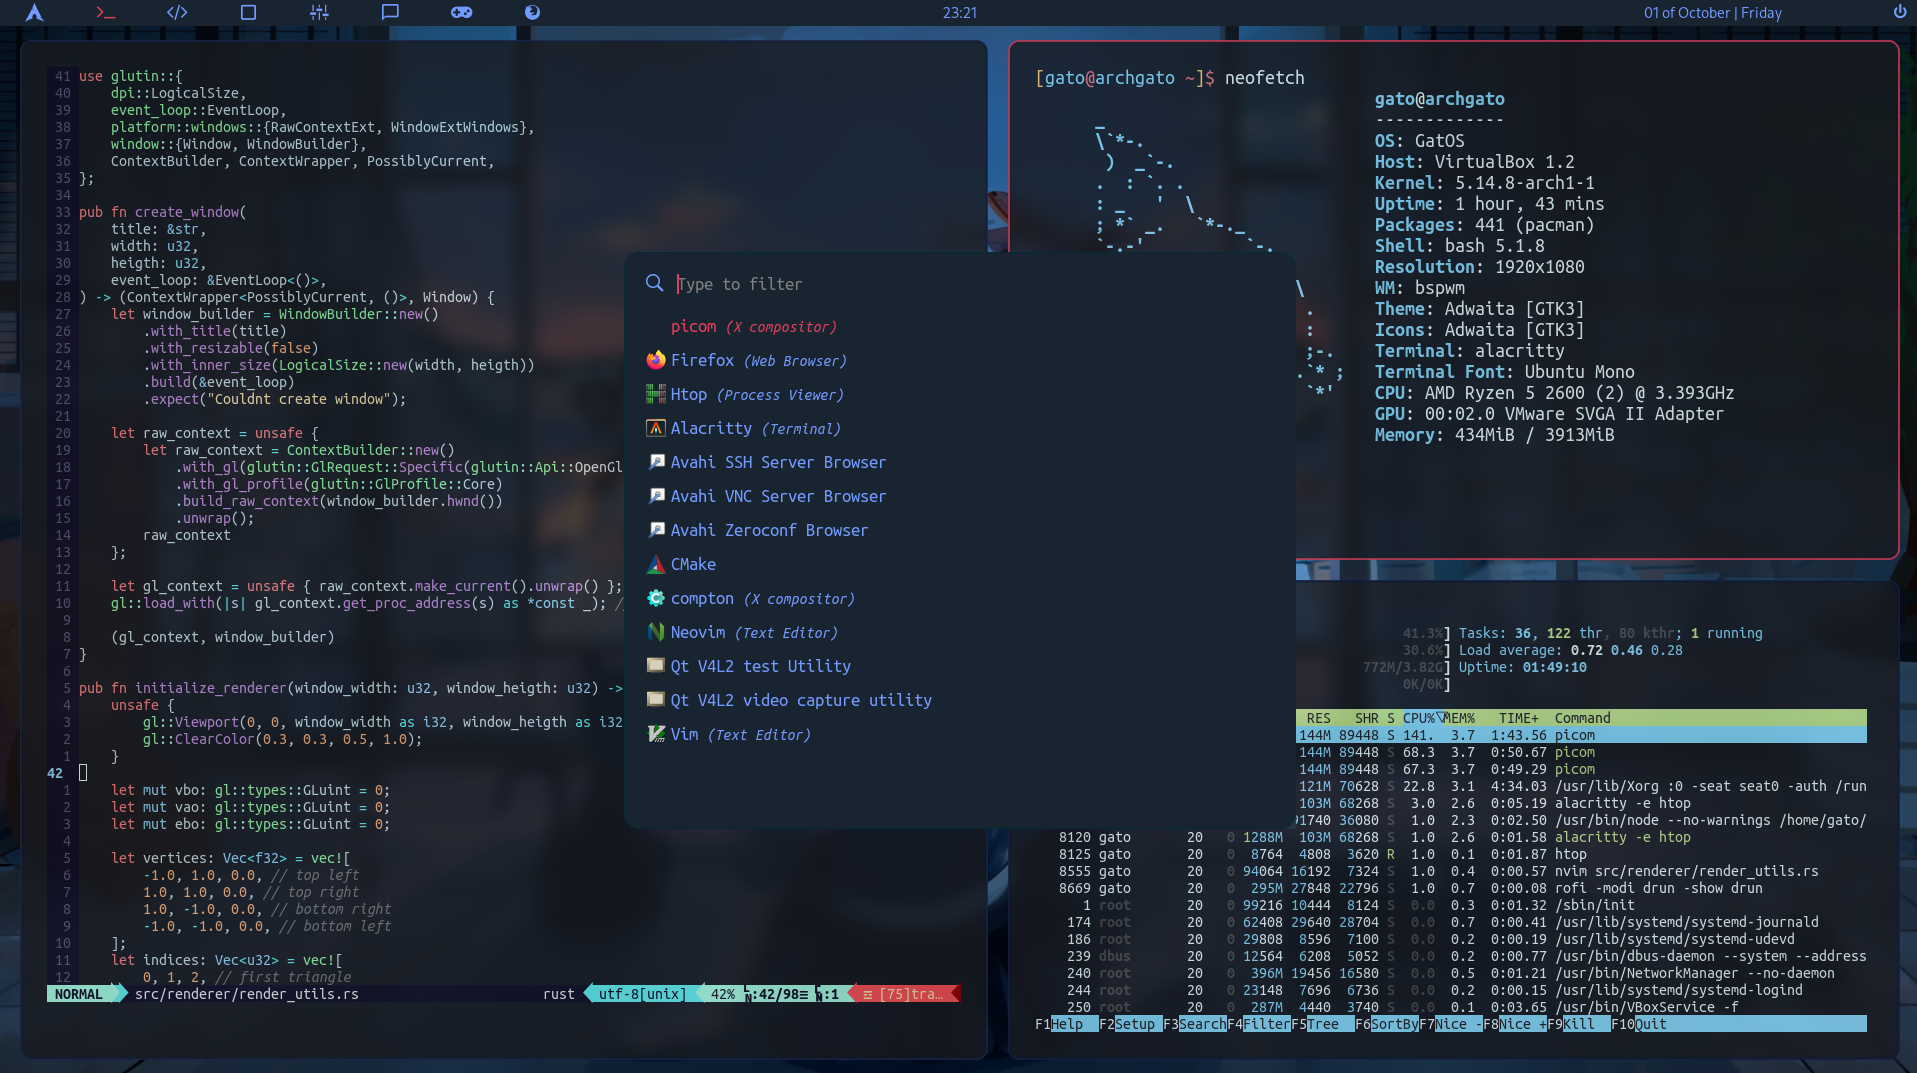 >_ </>
23:21
01 of October | Friday
41 use glutin::{
40 dpi::LogicalSize,
39 event_loop::EventLoop,
38 platform::windows::{RawContextExt, WindowExtWindows},
37 window::{Window, WindowBuilder},
36 ContextBuilder, ContextWrapper, PossiblyCurrent,
35 };
34
33 pub fn create_window(
32 title: &str,
31 width: u32,
30 heigth: u32,
29 event_loop: &EventLoop<()>,
28 ) -> (ContextWrapper<PossiblyCurrent, ()>, Window) {
27 let window_builder = WindowBuilder::new()
26 .with_title(title)
25 .with_resizable(false)
24 .with_inner_size(LogicalSize::new(width, heigth))
23 .build(&event_loop)
22 .expect("Couldnt create window");
21
20 let raw_context = unsafe {
19 let raw_context = ContextBuilder::new()
18 .with_gl(glutin::GlRequest::Specific(glutin::Api::OpenGl
17 .with_gl_profile(glutin::GlProfile::Core)
16 .build_raw_context(window_builder.hwnd())
15 .unwrap();
14 raw_context
13 };
12
11 let gl_context = unsafe { raw_context.make_current().unwrap() };
10 gl::load_with(|s| gl_context.get_proc_address(s) as *const _); /
9
8 (gl_context, window_builder)
7 }
6
5 pub fn initialize_renderer(window_width: u32, window_heigth: u32) ->
4 unsafe {
3 gl::Viewport(0, 0, window_width as i32, window_heigth as i32
2 gl::ClearColor(0.3, 0.3, 0.5, 1.0);
1 }
42
1 let mut vbo: gl::types::GLuint = 0;
2 let mut vao: gl::types::GLuint = 0;
3 let mut ebo: gl::types::GLuint = 0;
4
5 let vertices: Vec<f32> = vec![
6 -1.0, 1.0, 0.0, // top left
7 1.0, 1.0, 0.0, // top right
8 1.0, -1.0, 0.0, // bottom right
9 -1.0, -1.0, 0.0, // bottom left
10 ];
11 let indices: Vec<u32> = vec![
12 0, 1, 2, // first triangle
NORMAL src/renderer/render_utils.rs rust utf-8[unix] 42% :42/98≡ :1 [75]tra…
[gato@archgato ~]$ neofetch
gato@archgato
-------------
OS: GatOS
Host: VirtualBox 1.2
Kernel: 5.14.8-arch1-1
Uptime: 1 hour, 43 mins
Packages: 441 (pacman)
Shell: bash 5.1.8
Resolution: 1920x1080
WM: bspwm
Theme: Adwaita [GTK3]
Icons: Adwaita [GTK3]
Terminal: alacritty
Terminal Font: Ubuntu Mono
CPU: AMD Ryzen 5 2600 (2) @ 3.393GHz
GPU: 00:02.0 VMware SVGA II Adapter
Memory: 434MiB / 3913MiB
Type to filter
picom (X compositor)
Firefox (Web Browser)
Htop (Process Viewer)
Alacritty (Terminal)
Avahi SSH Server Browser
Avahi VNC Server Browser
Avahi Zeroconf Browser
CMake
compton (X compositor)
Neovim (Text Editor)
Qt V4L2 test Utility
Qt V4L2 video capture utility
Vim (Text Editor)
41.3%] Tasks: 36, 122 thr, 80 kthr; 1 running
30.6%] Load average: 0.72 0.46 0.28
772M/3.82G] Uptime: 01:49:10
0K/0K]
RES SHR S CPU%▽MEM% TIME+ Command
144M 89448 S 141. 3.7 1:43.56 picom
144M 89448 S 68.3 3.7 0:50.67 picom
144M 89448 S 67.3 3.7 0:49.29 picom
121M 70628 S 22.8 3.1 4:34.03 /usr/lib/Xorg :0 -seat seat0 -auth /run
103M 68268 S 3.0 2.6 0:05.19 alacritty -e htop
91740 36080 S 1.0 2.3 0:02.50 /usr/bin/node --no-warnings /home/gato/
8120 gato 20 0 1288M 103M 68268 S 1.0 2.6 0:01.58 alacritty -e htop
8125 gato 20 0 8764 4808 3620 R 1.0 0.1 0:01.87 htop
8555 gato 20 0 94064 16192 7324 S 1.0 0.4 0:00.57 nvim src/renderer/render_utils.rs
8669 gato 20 0 295M 27848 22796 S 1.0 0.7 0:00.08 rofi -modi drun -show drun
1 root 20 0 99216 10444 8124 S 0.0 0.3 0:01.32 /sbin/init
174 root 20 0 62408 29640 28704 S 0.0 0.7 0:00.41 /usr/lib/systemd/systemd-journald
186 root 20 0 29808 8596 7100 S 0.0 0.2 0:00.19 /usr/lib/systemd/systemd-udevd
239 dbus 20 0 12564 6208 5052 S 0.0 0.2 0:00.77 /usr/bin/dbus-daemon --system --address
240 root 20 0 396M 19456 16580 S 0.0 0.5 0:01.21 /usr/bin/NetworkManager --no-daemon
244 root 20 0 23148 7696 6736 S 0.0 0.2 0:00.15 /usr/lib/systemd/systemd-logind
250 root 20 0 287M 4440 3740 S 0.0 0.1 0:03.65 /usr/bin/VBoxService -f
F1Help F2Setup F3SearchF4FilterF5Tree F6SortByF7Nice -F8Nice +F9Kill F10Quit